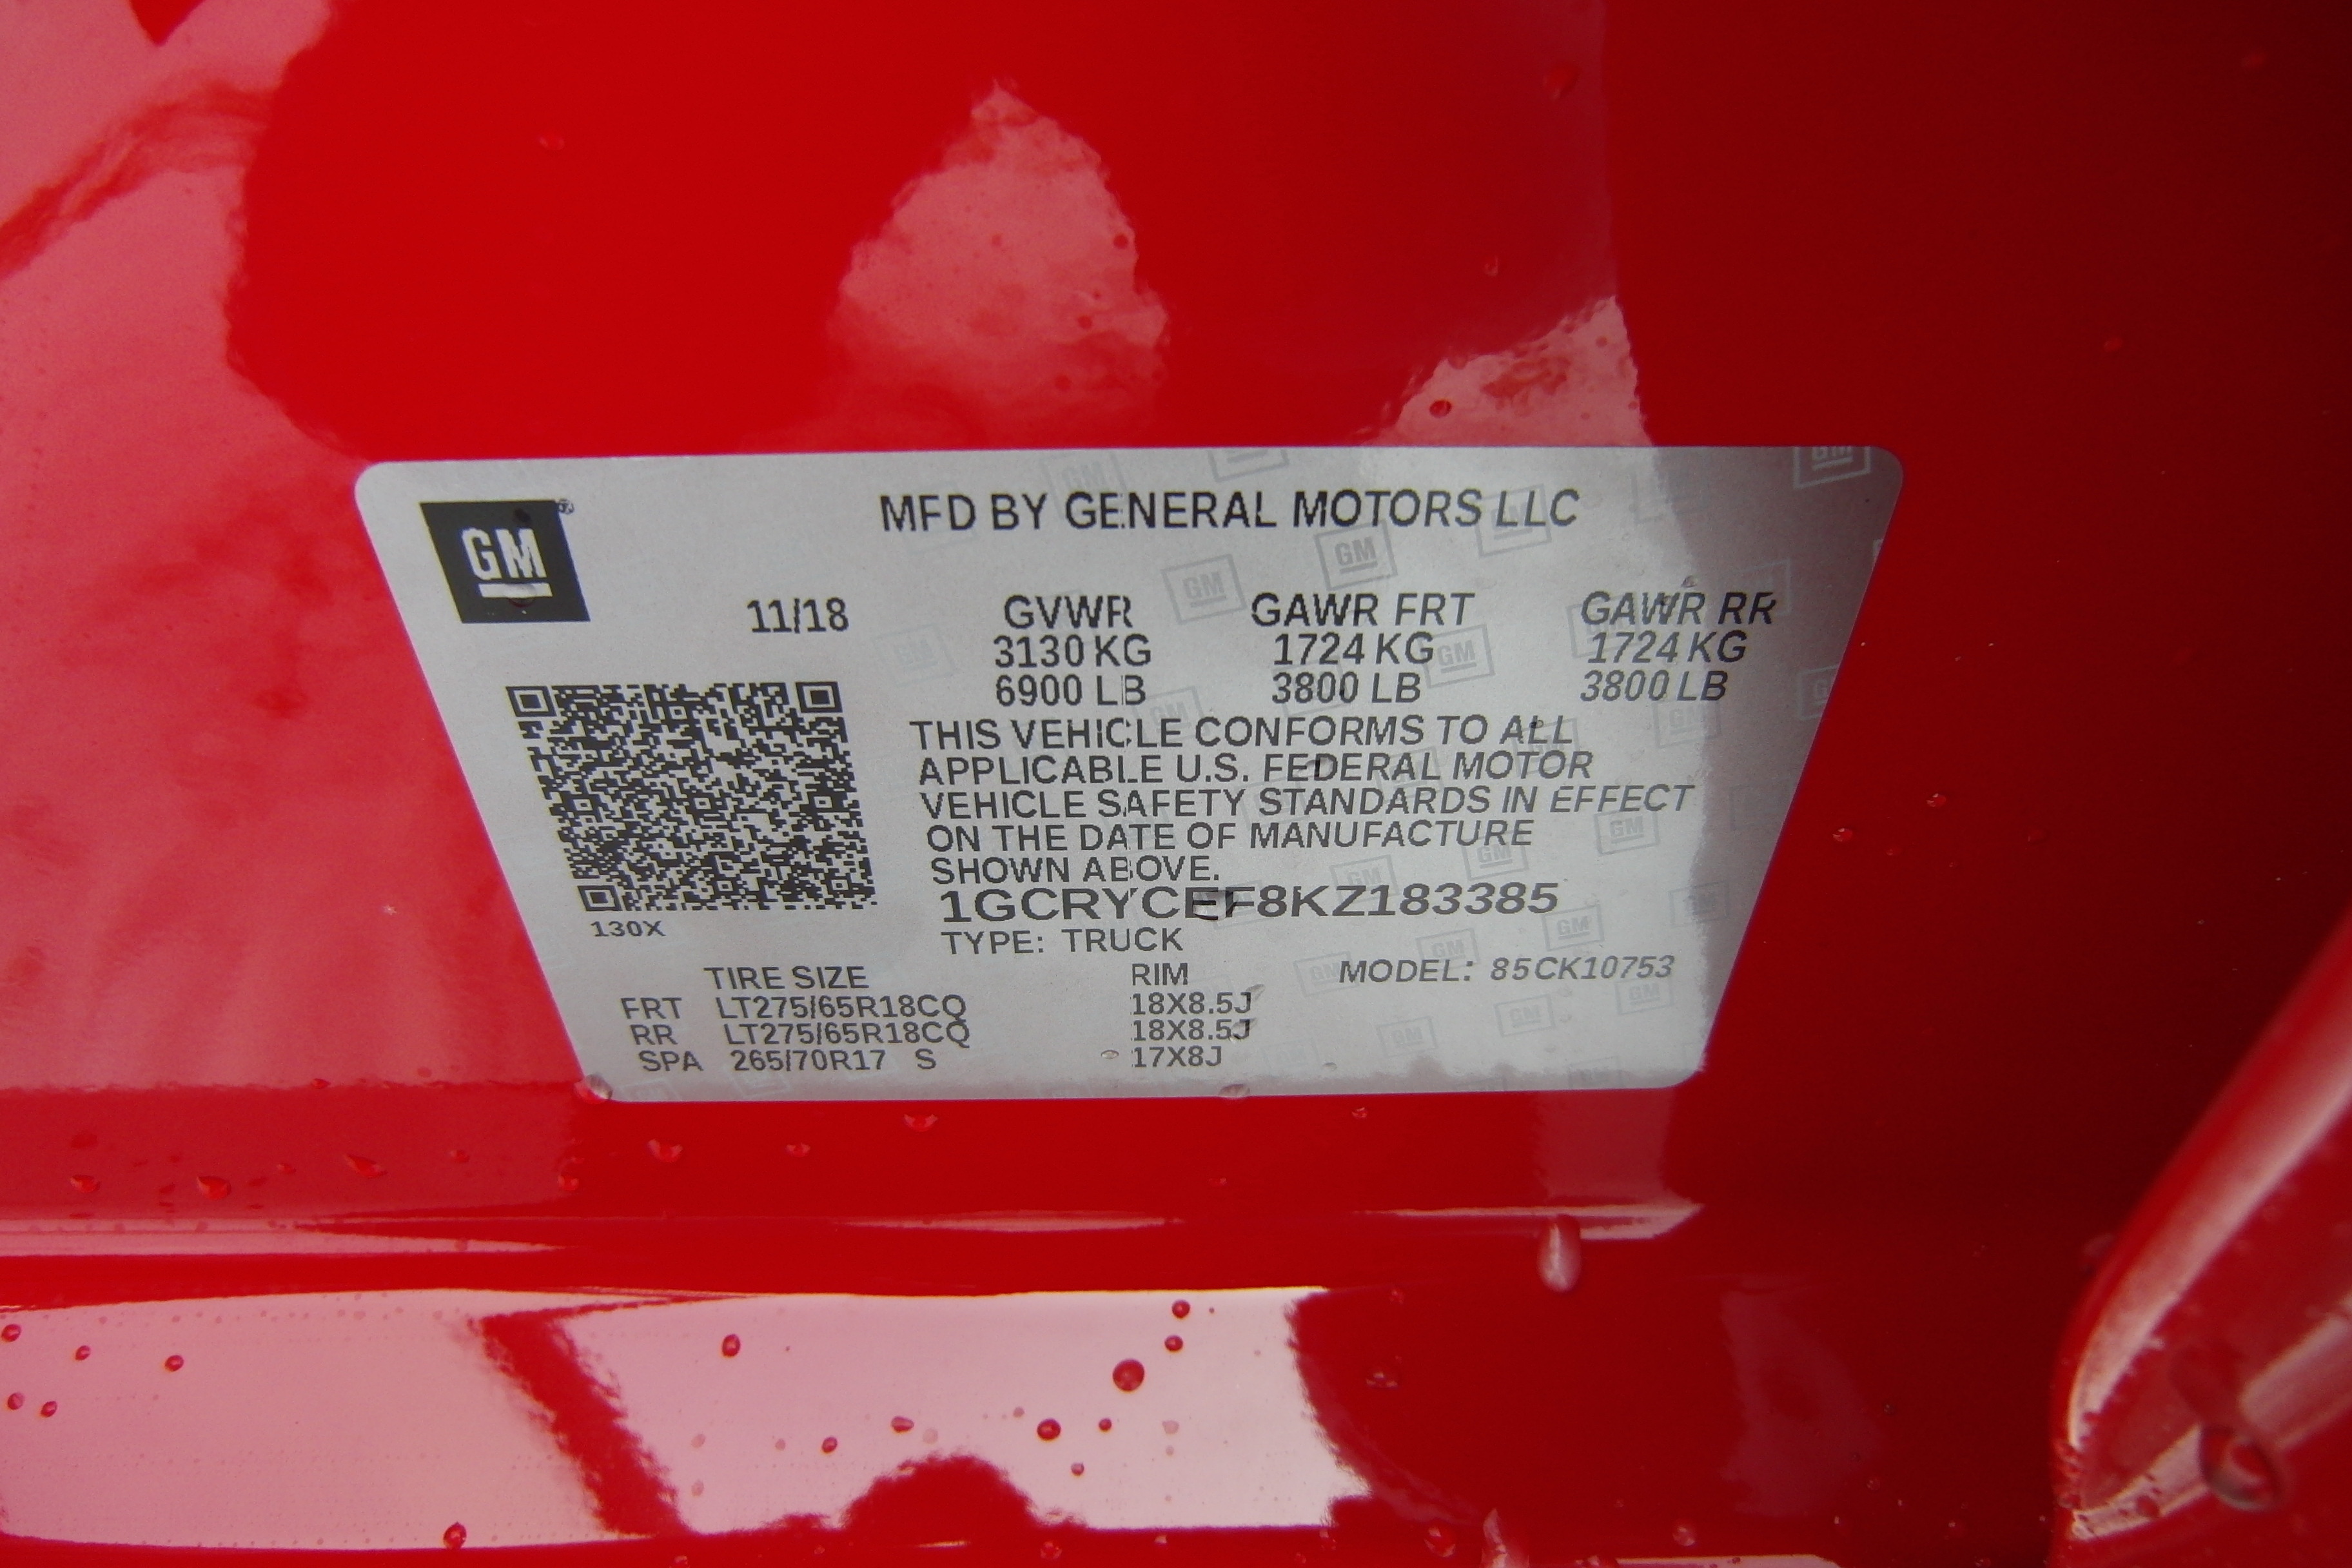 MFD BY GENERAL MOTORS LLC
GM
11/18 GVWR GAWR FRT GAWR RR
3130 KG 1724 KG 1724 KG
6900 LB 3800 LB 3800 LB
THIS VEHICLE CONFORMS TO ALL
APPLICABLE U.S. FEDERAL MOTOR
VEHICLE SAFETY STANDARDS IN EFFECT
ON THE DATE OF MANUFACTURE
SHOWN ABOVE.
1GCRYCEF8KZ183385
130X
TYPE: TRUCK
TIRE SIZE RIM MODEL: 85CK10753
FRT LT275/65R18CQ 18X8.5J
RR LT275/65R18CQ 18X8.5J
SPA 265/70R17 S 17X8J